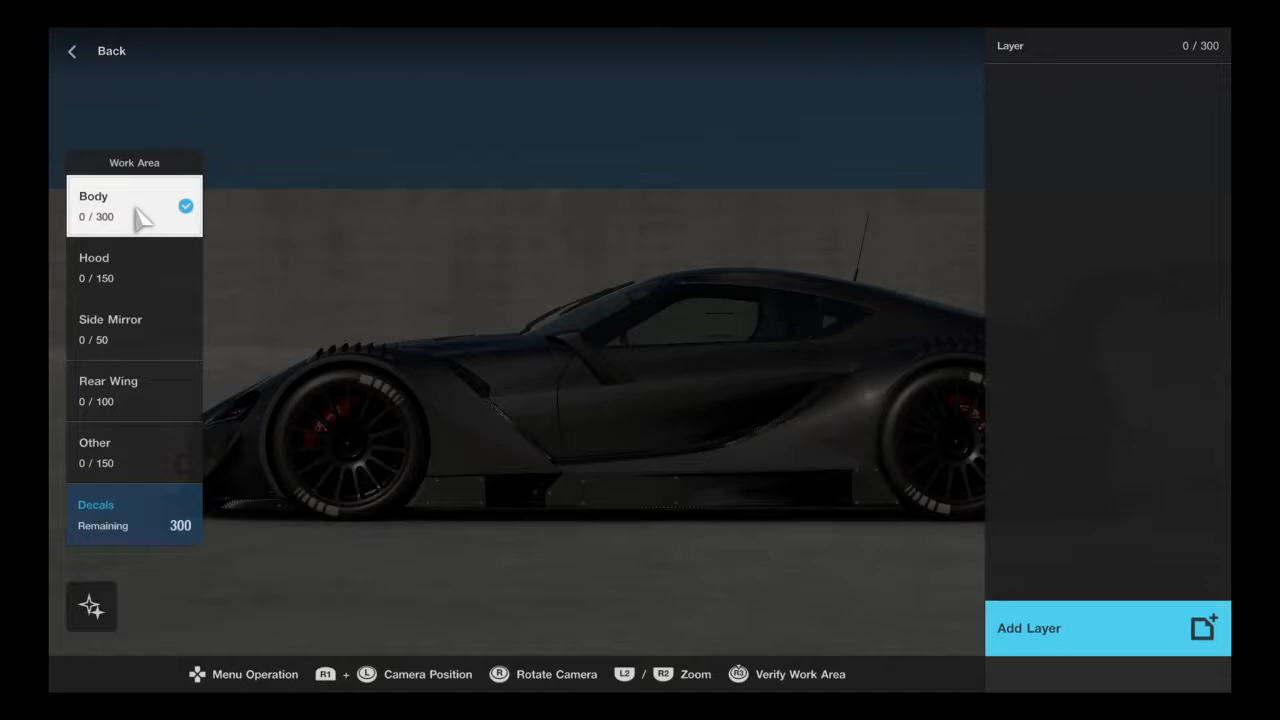 Back
Layer 0 / 300
Work Area
Body
0 / 300
Hood
0 / 150
Side Mirror
0 / 50
Rear Wing
0 / 100
Other
0 / 150
Decals
Remaining 300
Add Layer
Menu Operation R1 + L Camera Position R Rotate Camera L2 / R2 Zoom R3 Verify Work Area